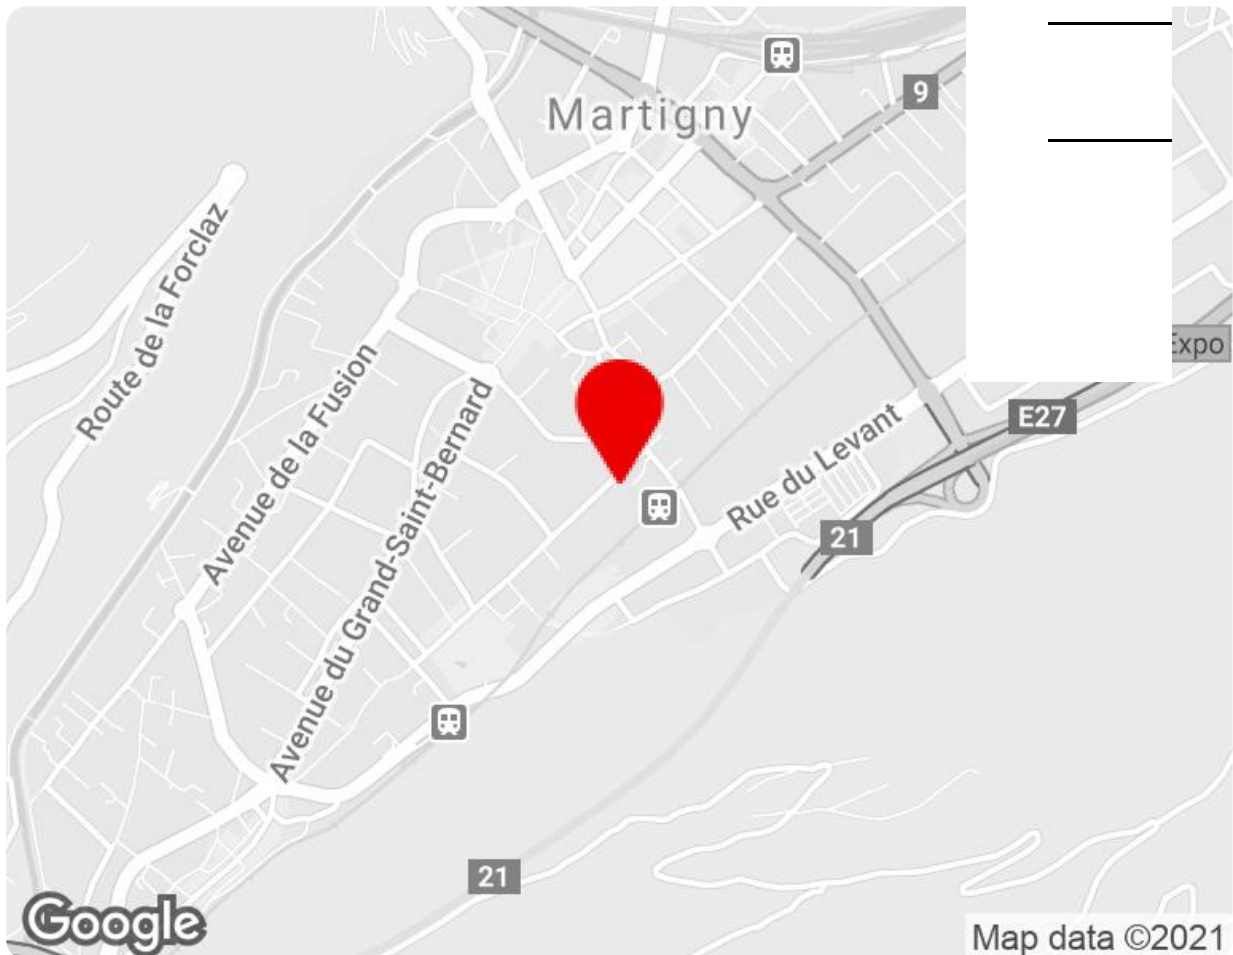 Martigny
9
Route de la Forclaz
Expo
Avenue de la Fusion
Avenue du Grand-Saint-Bernard
E27
Rue du Levant
21
21
Google
Map data ©2021